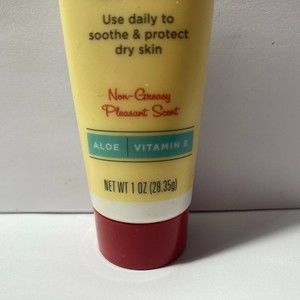 Use daily to
soothe & protect
dry skin
Non-Greasy
Pleasant Scent
ALOE | VITAMIN E
NET WT 1 OZ (28.35g)